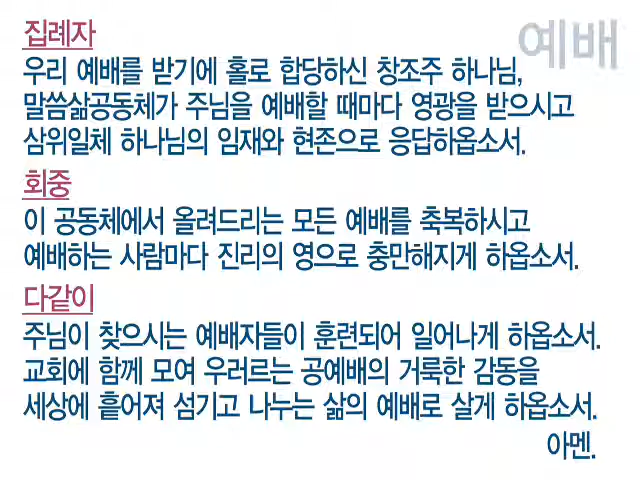 예배
집례자
우리 예배를 받기에 홀로 합당하신 창조주 하나님,
말씀삶공동체가 주님을 예배할 때마다 영광을 받으시고
삼위일체 하나님의 임재와 현존으로 응답하옵소서.
회중
이 공동체에서 올려드리는 모든 예배를 축복하시고
예배하는 사람마다 진리의 영으로 충만해지게 하옵소서.
다같이
주님이 찾으시는 예배자들이 훈련되어 일어나게 하옵소서.
교회에 함께 모여 우러르는 공예배의 거룩한 감동을
세상에 흩어져 섬기고 나누는 삶의 예배로 살게 하옵소서.
아멘.